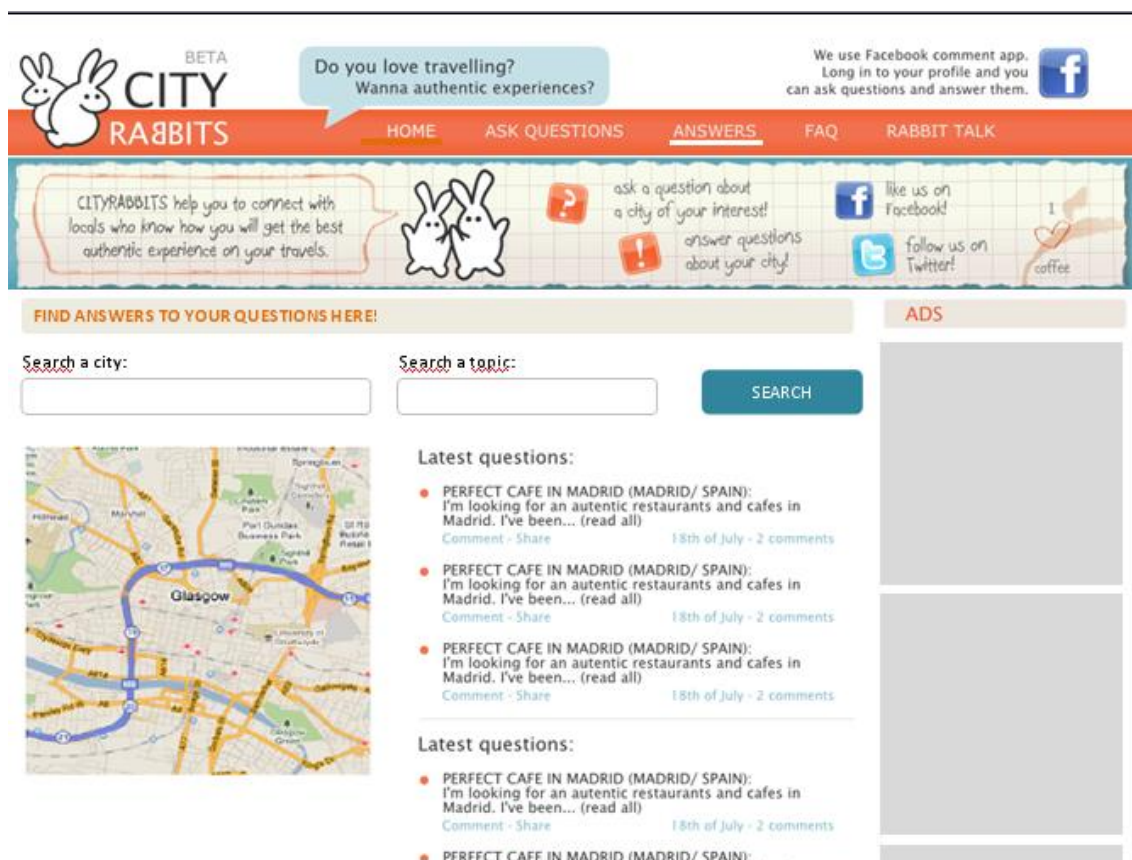 BETA
CITY
RABBITS
Do you love travelling?
Wanna authentic experiences?
We use Facebook comment app.
Long in to your profile and you
can ask questions and answer them.
HOME ASK QUESTIONS ANSWERS FAQ RABBIT TALK
CITYRABBITS help you to connect with
locals who know how you will get the best
authentic experience on your travels.
?
ask a question about
a city of your interest!
!
answer questions
about your city!
f
like us on
Facebook!
t
follow us on
Twitter!
1
coffee
FIND ANSWERS TO YOUR QUESTIONS HERE!
ADS
Search a city:
Search a topic:
SEARCH
Glasgow
Port Dundas
Business Park
Springburn
Maryhill
Latest questions:
PERFECT CAFE IN MADRID (MADRID/ SPAIN):
I'm looking for an autentic restaurants and cafes in
Madrid. I've been... (read all)
Comment - Share 18th of July - 2 comments
PERFECT CAFE IN MADRID (MADRID/ SPAIN):
I'm looking for an autentic restaurants and cafes in
Madrid. I've been... (read all)
Comment - Share 18th of July - 2 comments
PERFECT CAFE IN MADRID (MADRID/ SPAIN):
I'm looking for an autentic restaurants and cafes in
Madrid. I've been... (read all)
Comment - Share 18th of July - 2 comments
Latest questions:
PERFECT CAFE IN MADRID (MADRID/ SPAIN):
I'm looking for an autentic restaurants and cafes in
Madrid. I've been... (read all)
Comment - Share 18th of July - 2 comments
PERFECT CAFE IN MADRID (MADRID/ SPAIN):